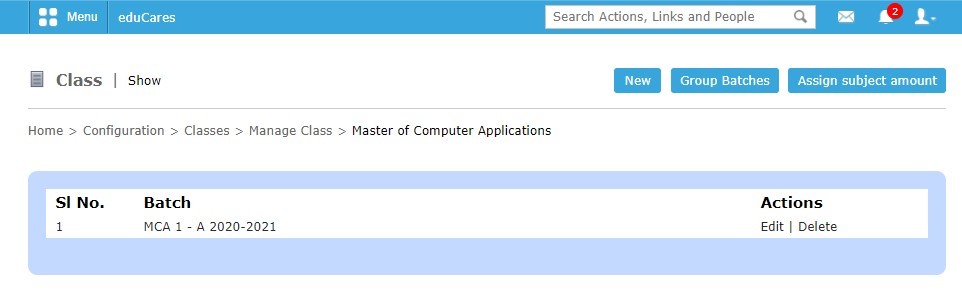 Menu eduCares Search Actions, Links and People 2
Class | Show New Group Batches Assign subject amount
Home > Configuration > Classes > Manage Class > Master of Computer Applications
Sl No. Batch Actions
1 MCA 1 - A 2020-2021 Edit | Delete